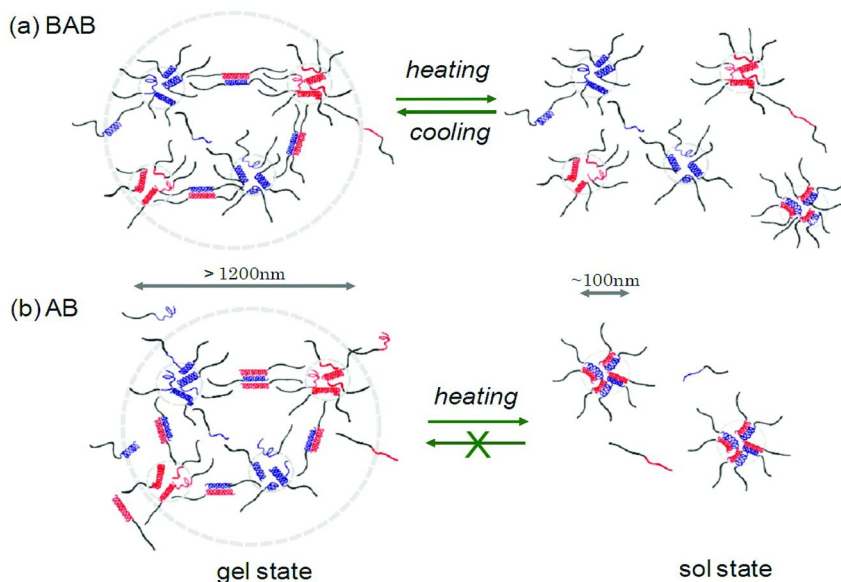 (a) BAB
heating
cooling
> 1200nm
~100nm
(b) AB
heating
X
gel state
sol state